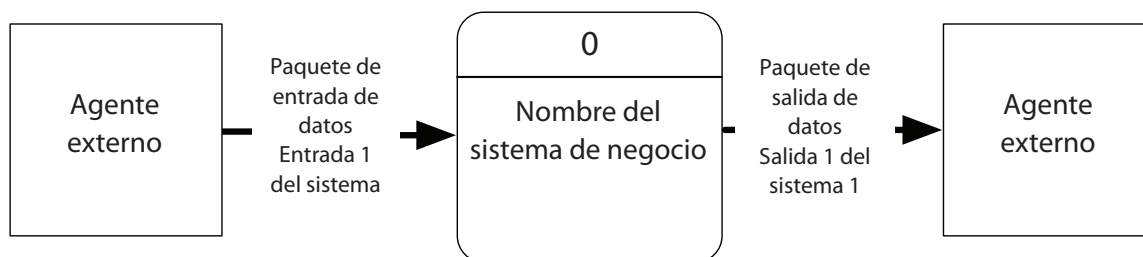 Agente
externo
Paquete de
entrada de
datos
Entrada 1
del sistema
0
Nombre del
sistema de negocio
Paquete de
salida de
datos
Salida 1 del
sistema 1
Agente
externo